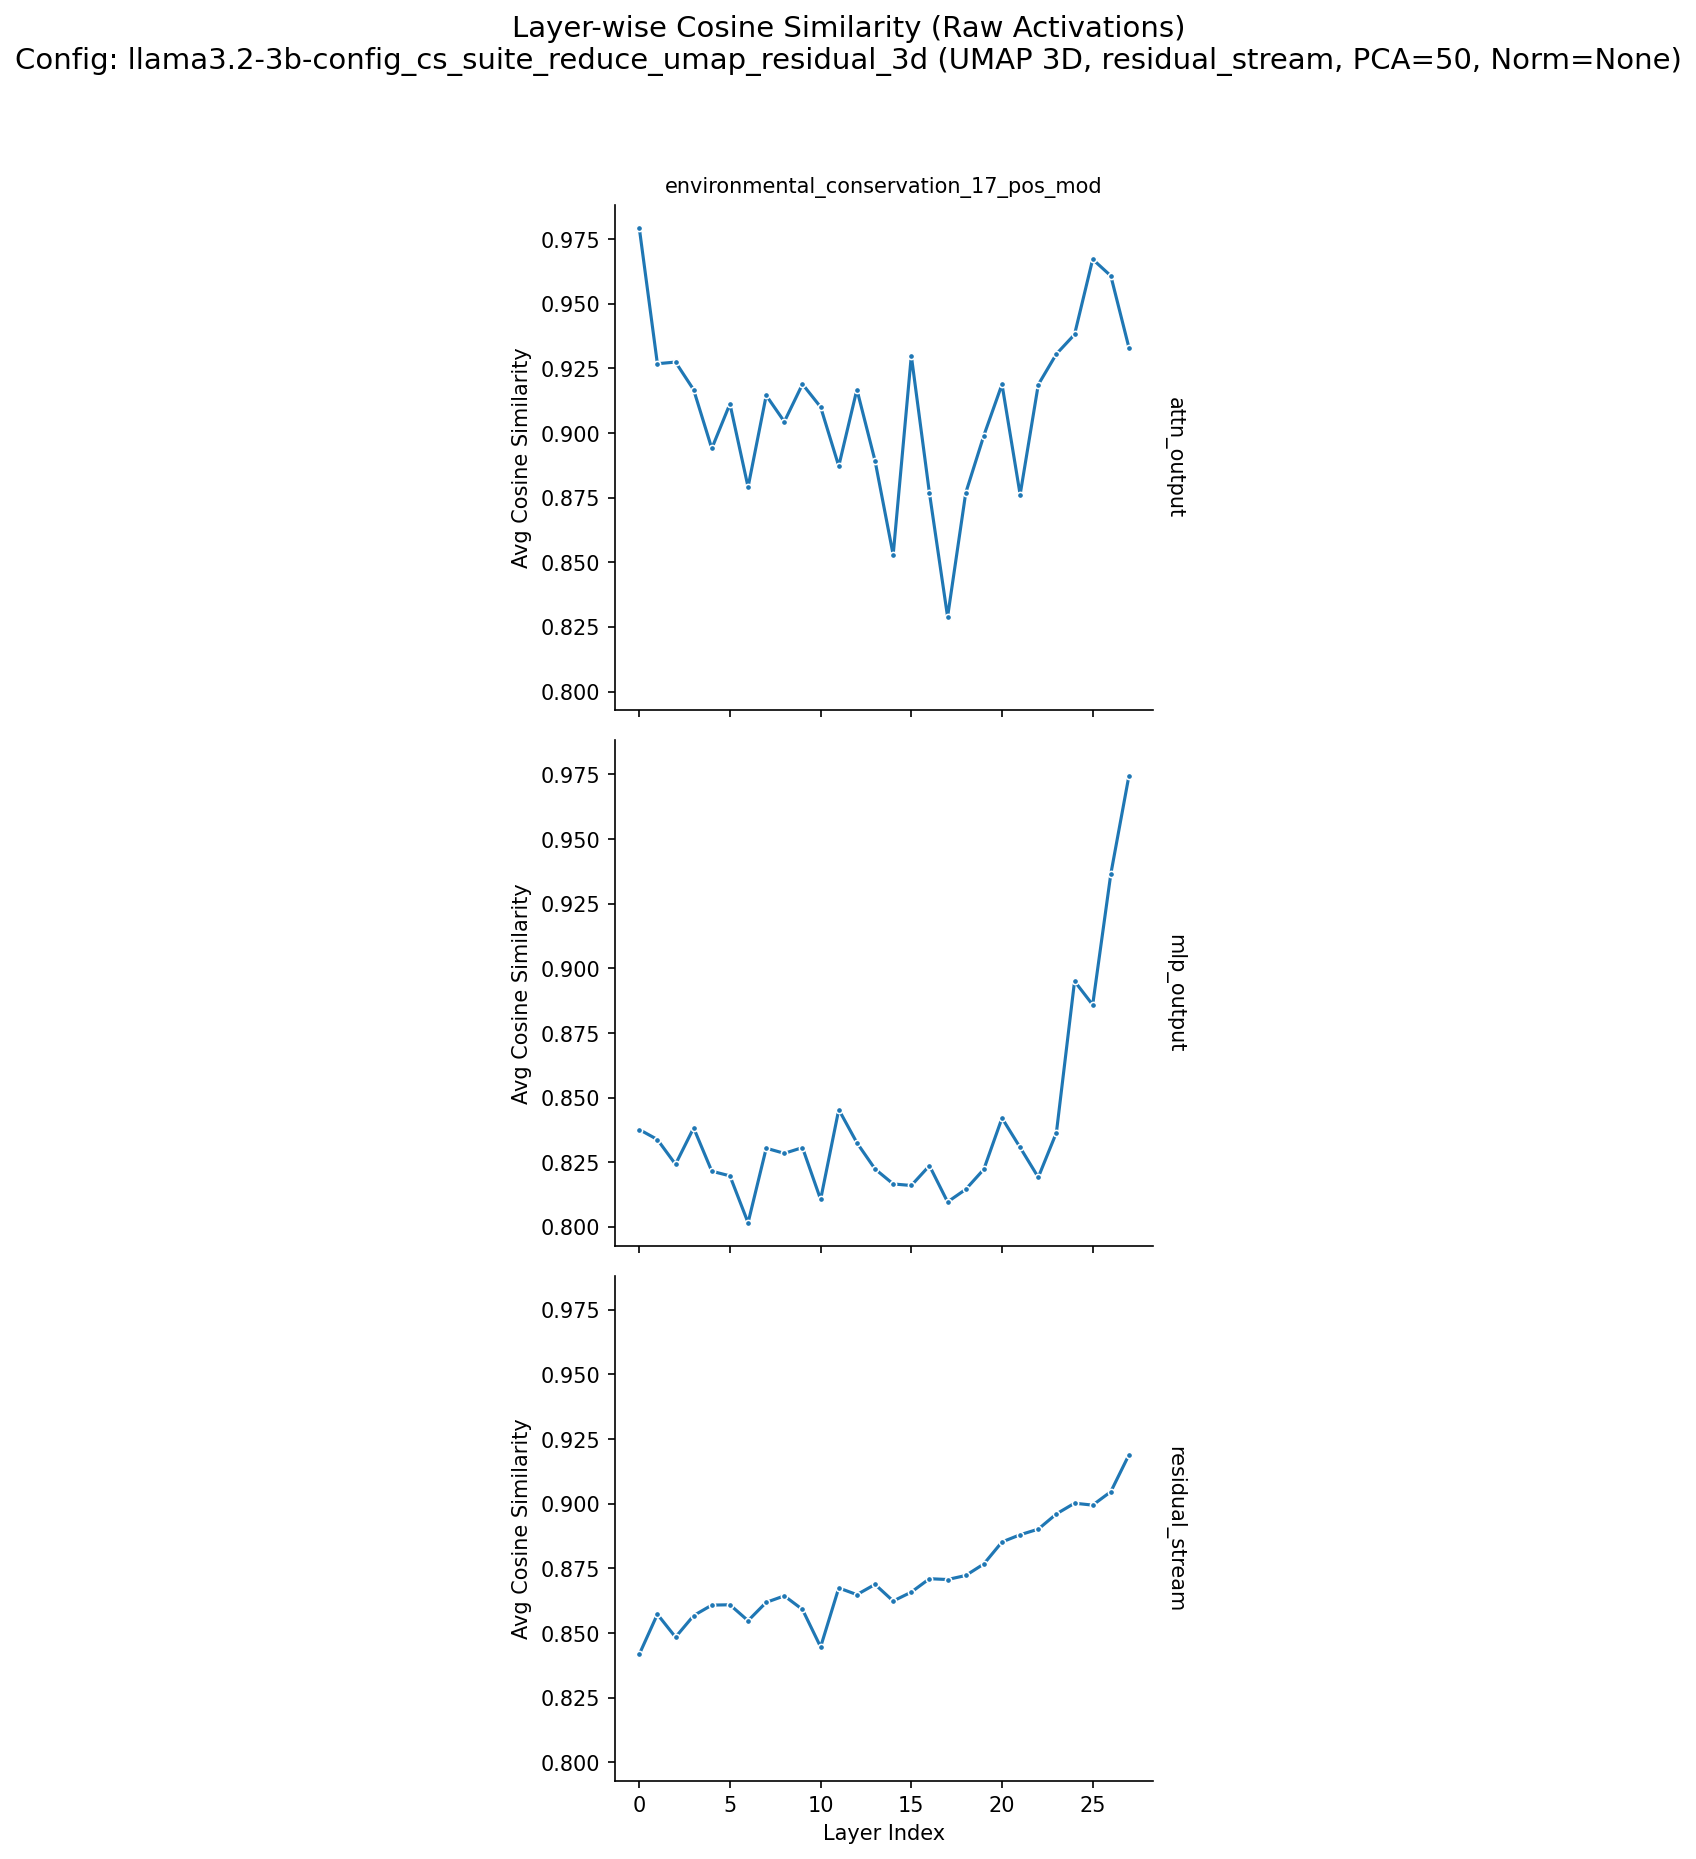 Layer-wise Cosine Similarity (Raw Activations)
Config: llama3.2-3b-config_cs_suite_reduce_umap_residual_3d (UMAP 3D, residual_stream, PCA=50, Norm=None)
environmental_conservation_17_pos_mod
0.975
0.950
0.925
0.900
0.875
0.850
0.825
0.800
Avg Cosine Similarity
attn_output
0.975
0.950
0.925
0.900
0.875
0.850
0.825
0.800
Avg Cosine Similarity
mlp_output
0.975
0.950
0.925
0.900
0.875
0.850
0.825
0.800
Avg Cosine Similarity
residual_stream
0 5 10 15 20 25
Layer Index